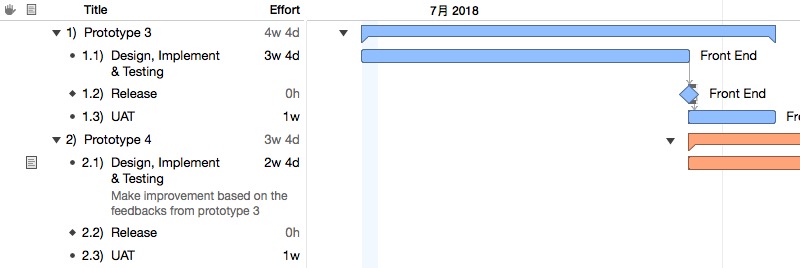 Title Effort 7月 2018
1) Prototype 3 4w 4d
1.1) Design, Implement 3w 4d Front End
& Testing
1.2) Release 0h Front End
1.3) UAT 1w Fr
2) Prototype 4 3w 4d
2.1) Design, Implement 2w 4d
& Testing
Make improvement based on the
feedbacks from prototype 3
2.2) Release 0h
2.3) UAT 1w